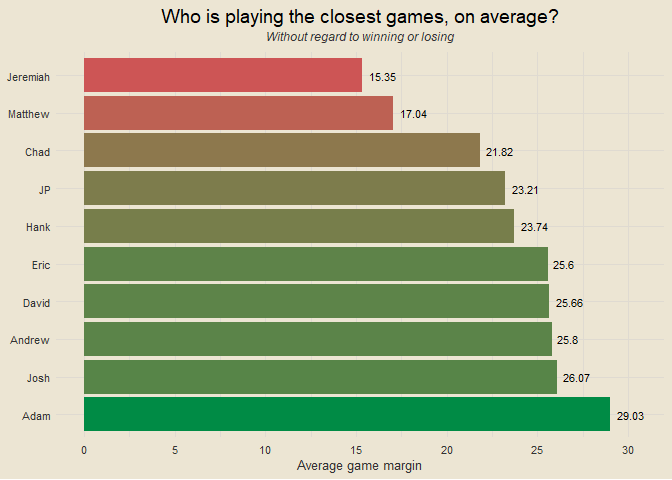 Who is playing the closest games, on average?
Without regard to winning or losing
Jeremiah 15.35
Matthew 17.04
Chad 21.82
JP 23.21
Hank 23.74
Eric 25.6
David 25.66
Andrew 25.8
Josh 26.07
Adam 29.03
0 5 10 15 20 25 30
Average game margin